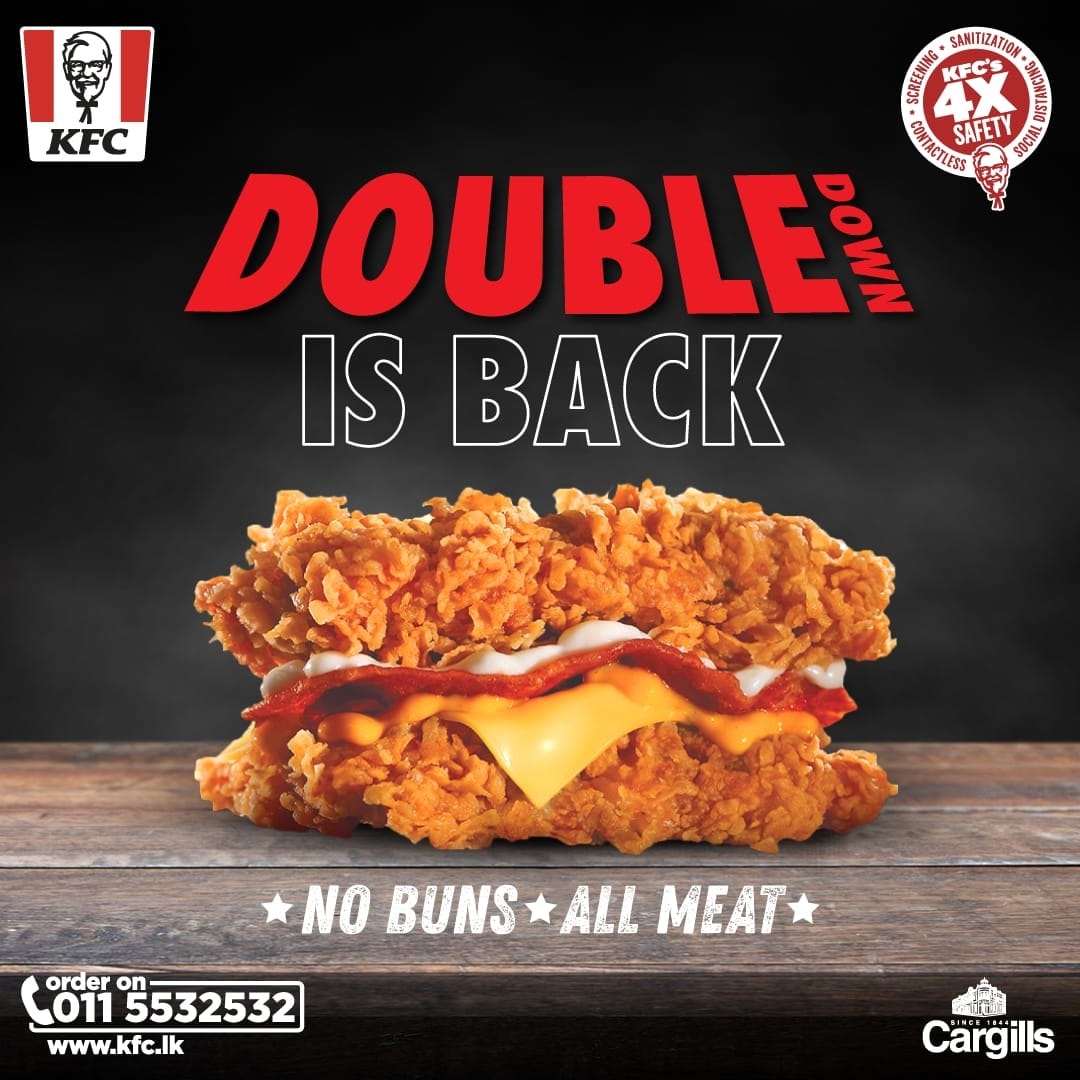 KFC
SCREENING * SANITIZATION * SOCIAL DISTANCING
* CONTACTLESS
KFC's
4X
SAFETY
DOUBLE
DOWN
IS BACK
★ NO BUNS ★ ALL MEAT ★
order on
011 5532532
www.kfc.lk
SINCE 1844
Cargills